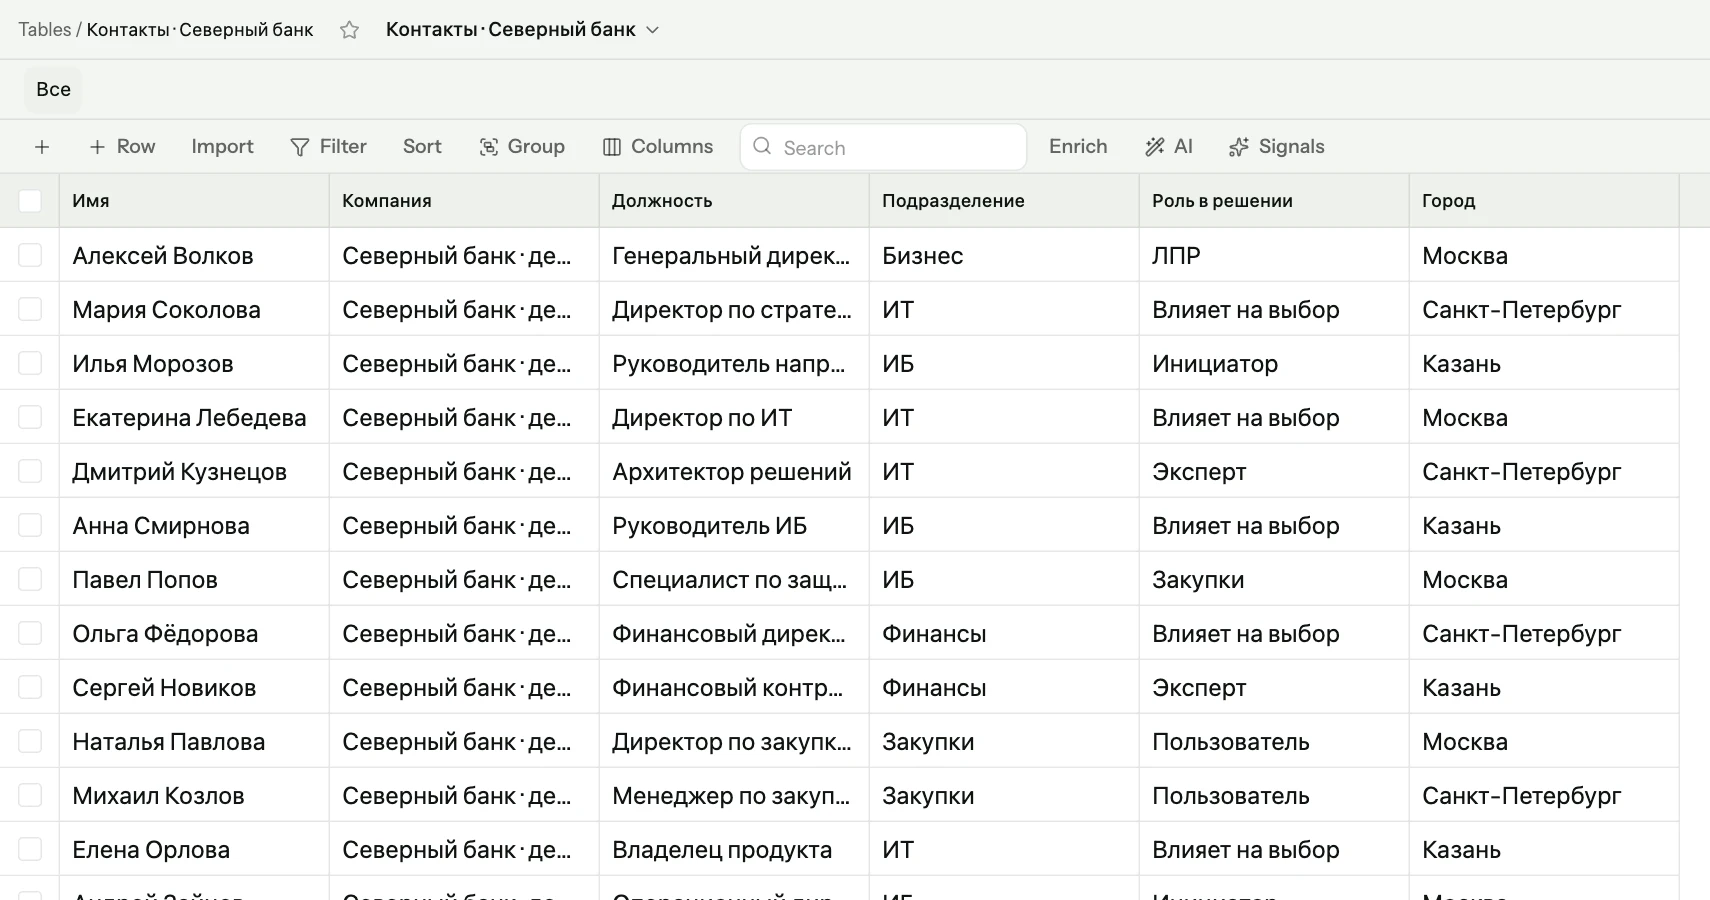 Tables / Контакты · Северный банк Контакты · Северный банк
Все
+ Row Import Filter Sort Group Columns Search Enrich AI Signals
Имя Компания Должность Подразделение Роль в решении Город
Алексей Волков Северный банк · де... Генеральный дирек... Бизнес ЛПР Москва
Мария Соколова Северный банк · де... Директор по страте... ИТ Влияет на выбор Санкт-Петербург
Илья Морозов Северный банк · де... Руководитель напр... ИБ Инициатор Казань
Екатерина Лебедева Северный банк · де... Директор по ИТ ИТ Влияет на выбор Москва
Дмитрий Кузнецов Северный банк · де... Архитектор решений ИТ Эксперт Санкт-Петербург
Анна Смирнова Северный банк · де... Руководитель ИБ ИБ Влияет на выбор Казань
Павел Попов Северный банк · де... Специалист по защ... ИБ Закупки Москва
Ольга Фёдорова Северный банк · де... Финансовый дирек... Финансы Влияет на выбор Санкт-Петербург
Сергей Новиков Северный банк · де... Финансовый контр... Финансы Эксперт Казань
Наталья Павлова Северный банк · де... Директор по закупк... Закупки Пользователь Москва
Михаил Козлов Северный банк · де... Менеджер по закуп... Закупки Пользователь Санкт-Петербург
Елена Орлова Северный банк · де... Владелец продукта ИТ Влияет на выбор Казань